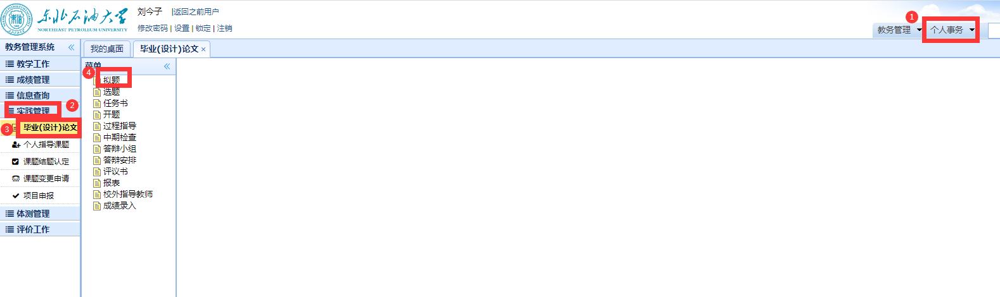 东北石油大学
NORTHEAST PETROLEUM UNIVERSITY
刘今子 |返回之前用户
修改密码 | 设置 | 锁定 | 注销
1
教务管理 个人事务
教务管理系统
我的桌面 毕业(设计)论文 ×
教学工作
成绩管理
信息查询
2
实践管理
3
毕业(设计)论文
个人指导课题
课题结题认定
课题变更申请
项目申报
体测管理
评价工作
菜单
4
拟题
选题
任务书
开题
过程指导
中期检查
答辩小组
答辩安排
评议书
报表
校外指导教师
成绩录入